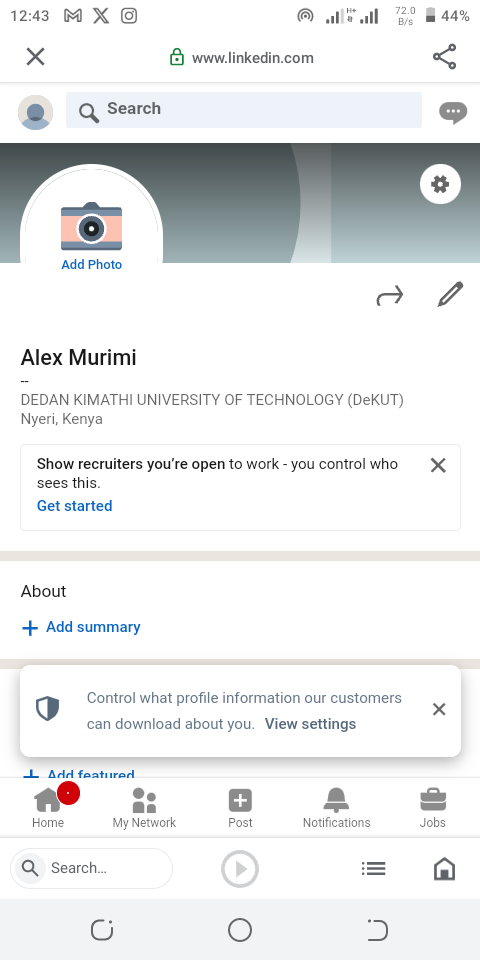 12:43
H+
72.0
B/s
44%
www.linkedin.com
Search
Add Photo
Alex Murimi
--
DEDAN KIMATHI UNIVERSITY OF TECHNOLOGY (DeKUT)
Nyeri, Kenya
Show recruiters you’re open to work - you control who
sees this.
Get started
About
Add summary
Control what profile information our customers
can download about you. View settings
Add featured
Home
My Network
Post
Notifications
Jobs
Search...